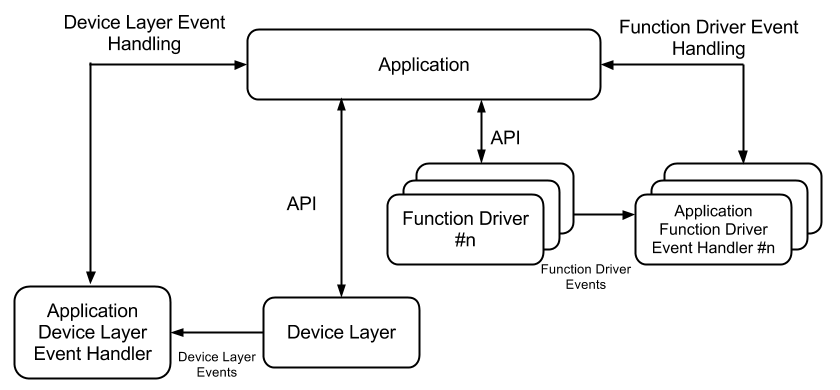 Device Layer Event
Handling
Function Driver Event
Handling
Application
API
API
Function Driver
#n
Application
Function Driver
Event Handler #n
Function Driver
Events
Application
Device Layer
Event Handler
Device Layer
Device Layer
Events